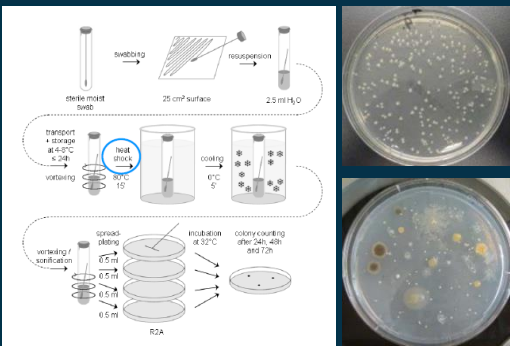 swabbing
resuspension
sterile moist
swab
25 cm² surface
2.5 ml H₂O
transport
+ storage
at 4-8°C
≤ 24h
vortexing
heat
shock
80°C
15'
cooling
0°C
5'
vortexing /
sonification
spread-
plating
0.5 ml
0.5 ml
0.5 ml
0.5 ml
R2A
incubation
at 32°C
colony counting
after 24h, 48h
and 72h